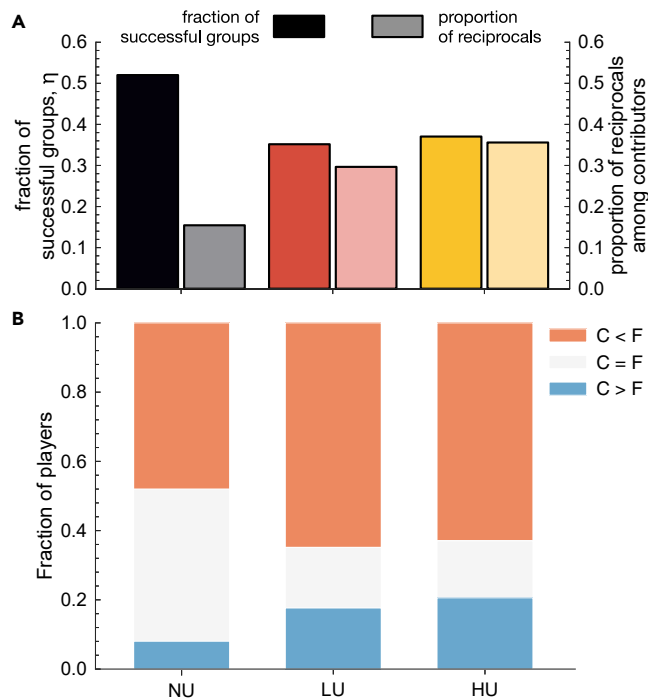 A
fraction of
successful groups
proportion
of reciprocals
0.6
0.5
0.4
0.3
0.2
0.1
0.0
fraction of
successful groups, η
0.6
0.5
0.4
0.3
0.2
0.1
0.0
proportion of reciprocals
among contributors
B
1.0
0.8
0.6
0.4
0.2
0.0
Fraction of players
C < F
C = F
C > F
NU
LU
HU